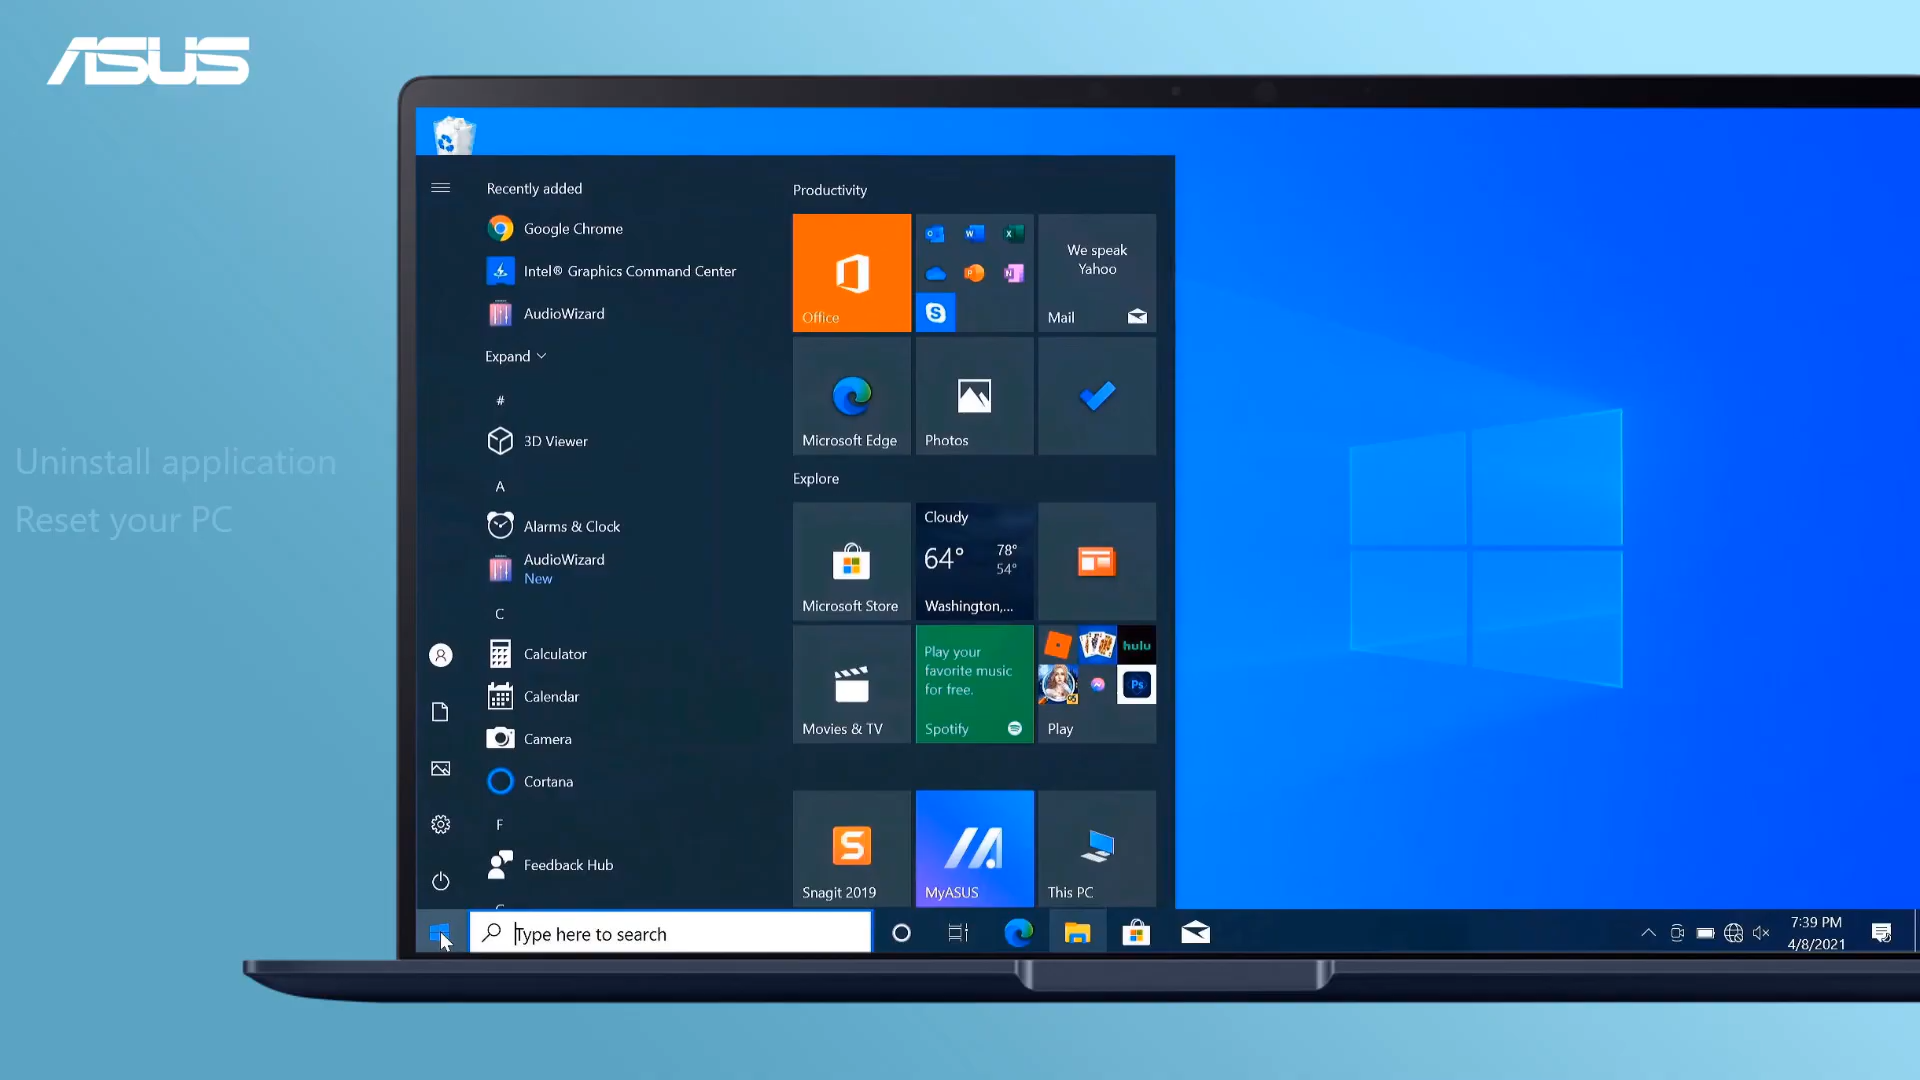 ASUS
Uninstall application
Reset your PC
Recently added
Google Chrome
Intel® Graphics Command Center
AudioWizard
Expand
#
3D Viewer
A
Alarms & Clock
AudioWizard
New
C
Calculator
Calendar
Camera
Cortana
F
Feedback Hub
Productivity
Office
We speak
Yahoo
Mail
Microsoft Edge
Photos
Explore
Microsoft Store
Cloudy
64° 78°
54°
Washington,...
Movies & TV
Play your
favorite music
for free.
Spotify
hulu
Ps
Play
Snagit 2019
MyASUS
This PC
Type here to search
7:39 PM
4/8/2021